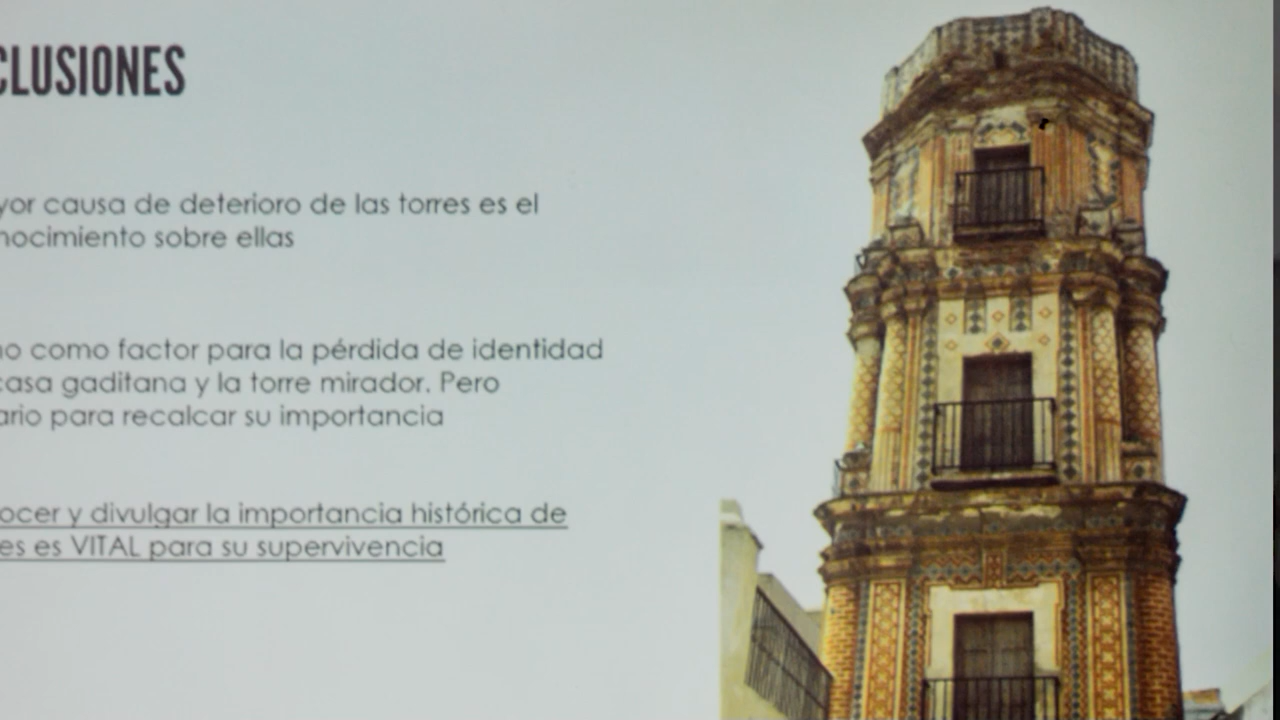 CLUSIONES
yor causa de deterioro de las torres es el
nocimiento sobre ellas
no como factor para la pérdida de identidad
casa gaditana y la torre mirador. Pero
ario para recalcar su importancia
ocer y divulgar la importancia histórica de
es es VITAL para su supervivencia